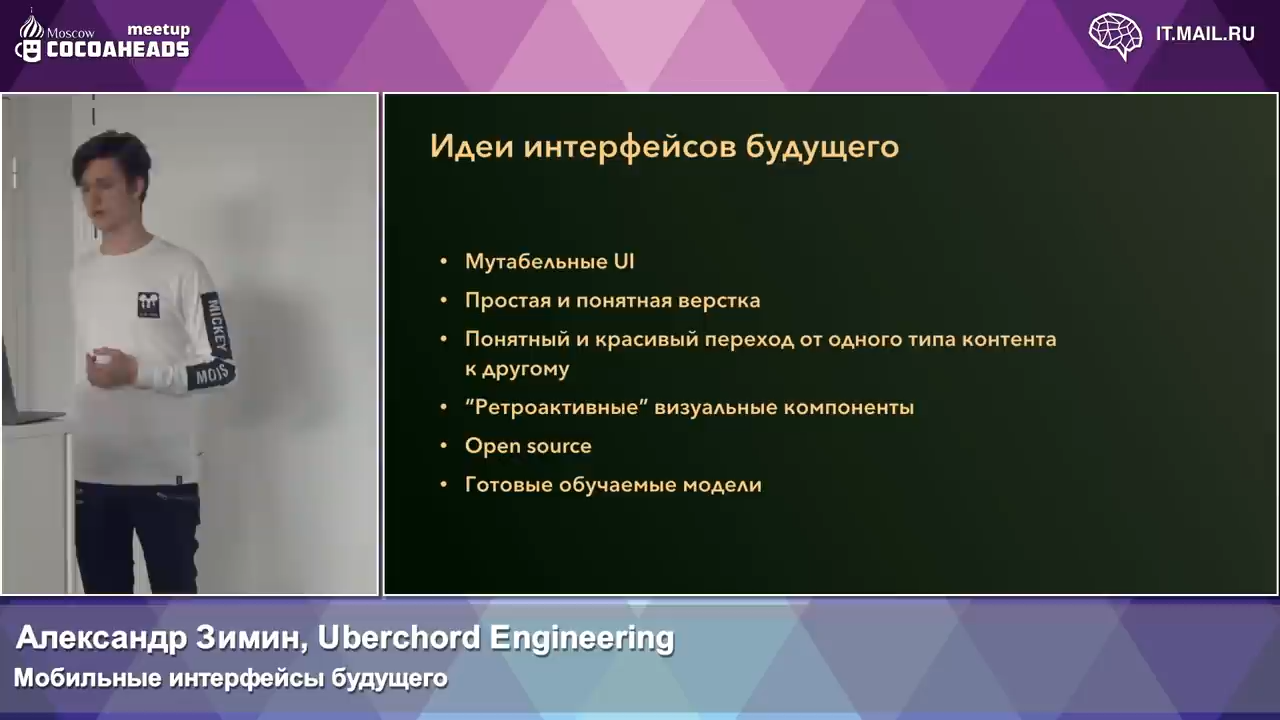 Moscow meetup
COCOAHEADS
IT.MAIL.RU
Идеи интерфейсов будущего
• Мутабельные UI
• Простая и понятная верстка
• Понятный и красивый переход от одного типа контента
к другому
• “Ретроактивные” визуальные компоненты
• Open source
• Готовые обучаемые модели
MICKEY
Александр Зимин, Uberchord Engineering
Мобильные интерфейсы будущего